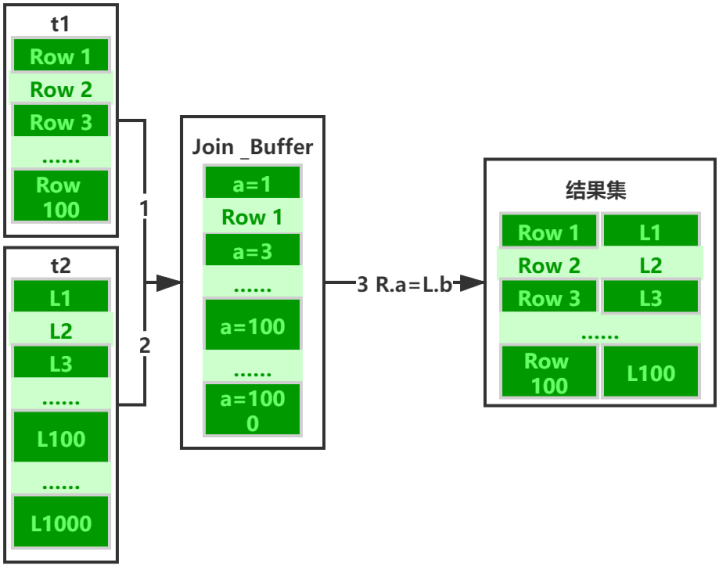 t1
Row 1
Row 2
Row 3
......
Row
100
t2
L1
L2
L3
......
L100
......
L1000
1
2
Join _Buffer
a=1
Row 1
a=3
......
a=100
......
a=100
0
3 R.a=L.b
结果集
Row 1 L1
Row 2 L2
Row 3 L3
......
Row
100 L100